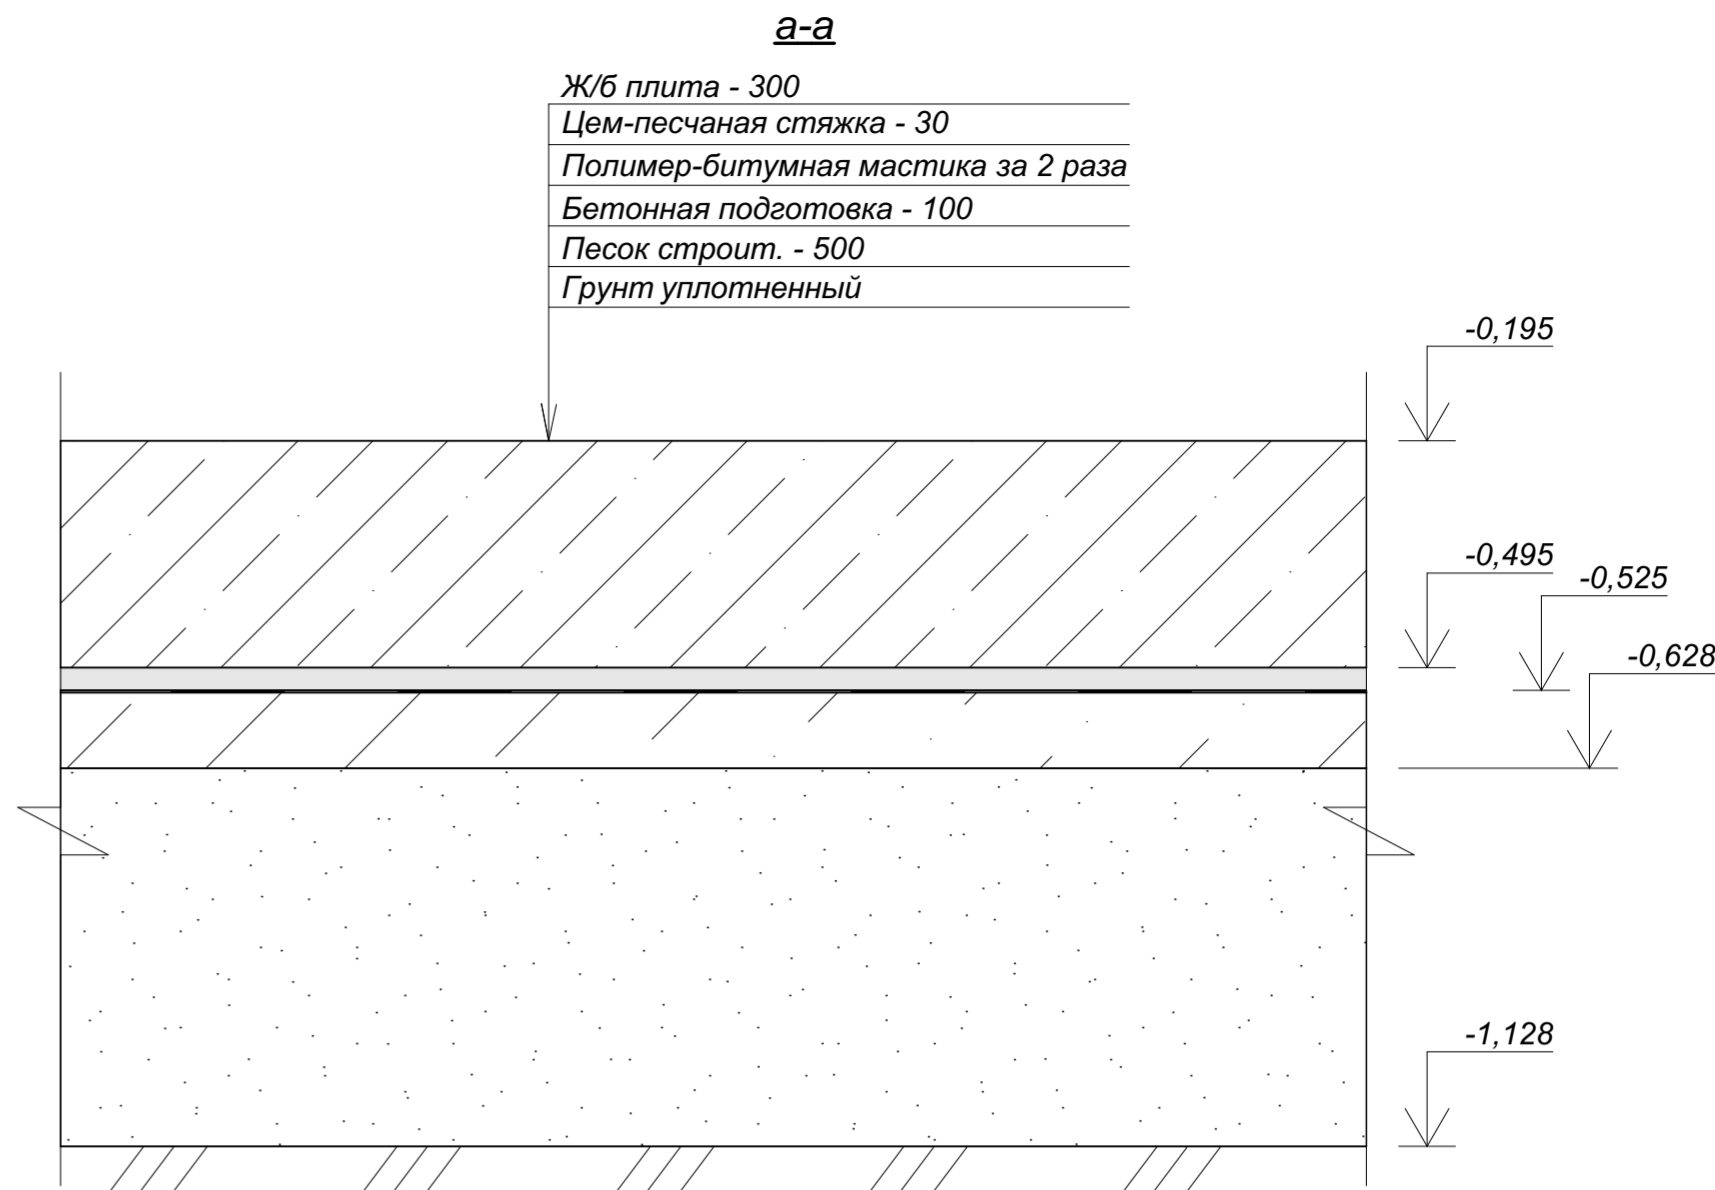 а-а
Ж/б плита - 300
Цем-песчаная стяжка - 30
Полимер-битумная мастика за 2 раза
Бетонная подготовка - 100
Песок строит. - 500
Грунт уплотненный
-0,195
-0,495
-0,525
-0,628
-1,128